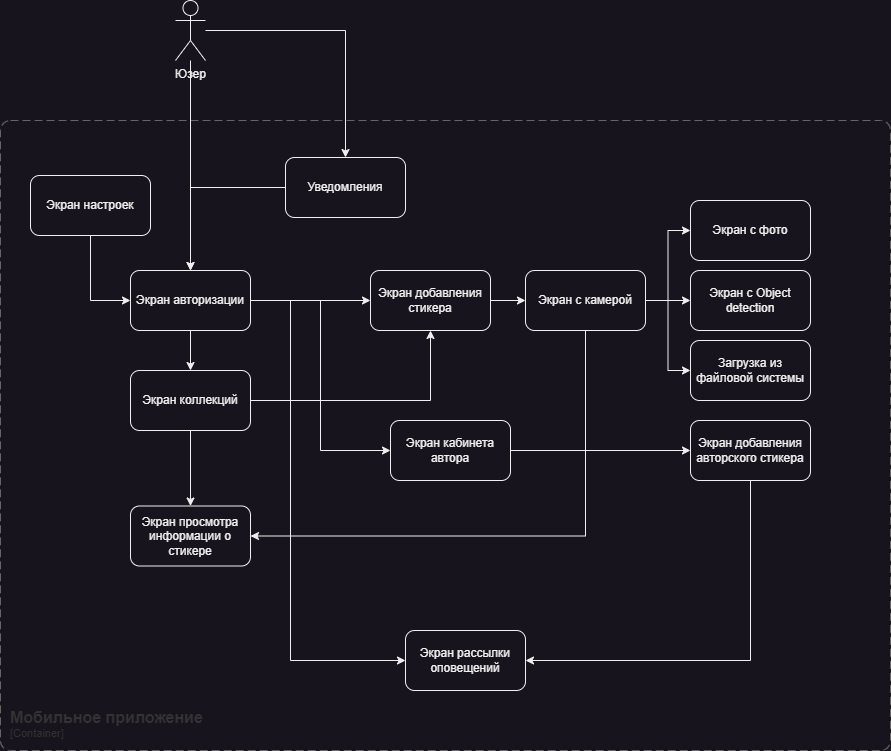 Юзер
Уведомления
Экран настроек
Экран с фото
Экран авторизации
Экран добавления
стикера
Экран с камерой
Экран с Object
detection
Загрузка из
файловой системы
Экран коллекций
Экран кабинета
автора
Экран добавления
авторского стикера
Экран просмотра
информации о
стикере
Экран рассылки
оповещений
Мобильное приложение
[Container]